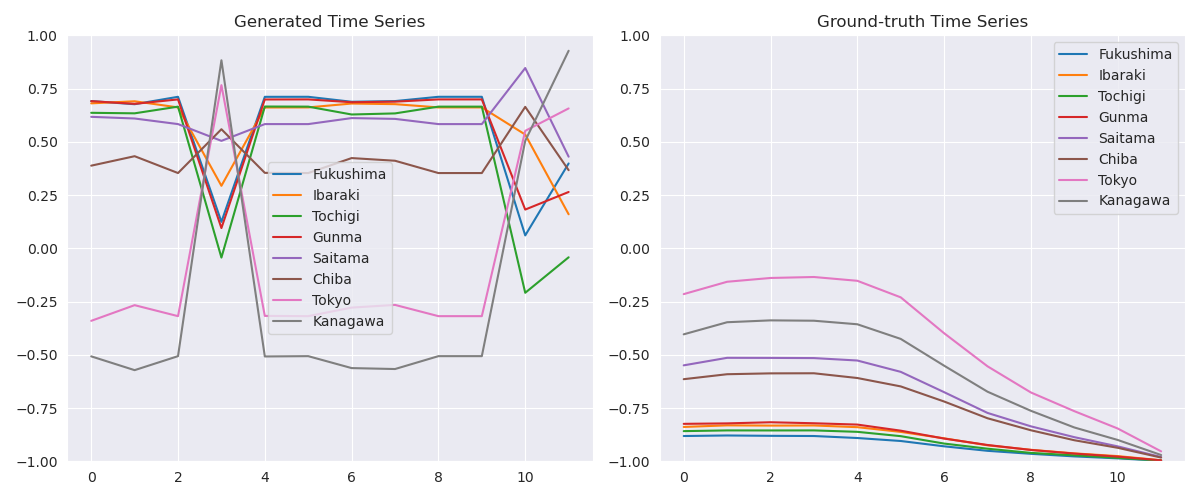 Generated Time Series
1.00
0.75
0.50
0.25
0.00
−0.25
−0.50
−0.75
−1.00
0 2 4 6 8 10
Fukushima
Ibaraki
Tochigi
Gunma
Saitama
Chiba
Tokyo
Kanagawa
Ground-truth Time Series
1.00
0.75
0.50
0.25
0.00
−0.25
−0.50
−0.75
−1.00
0 2 4 6 8 10
Fukushima
Ibaraki
Tochigi
Gunma
Saitama
Chiba
Tokyo
Kanagawa